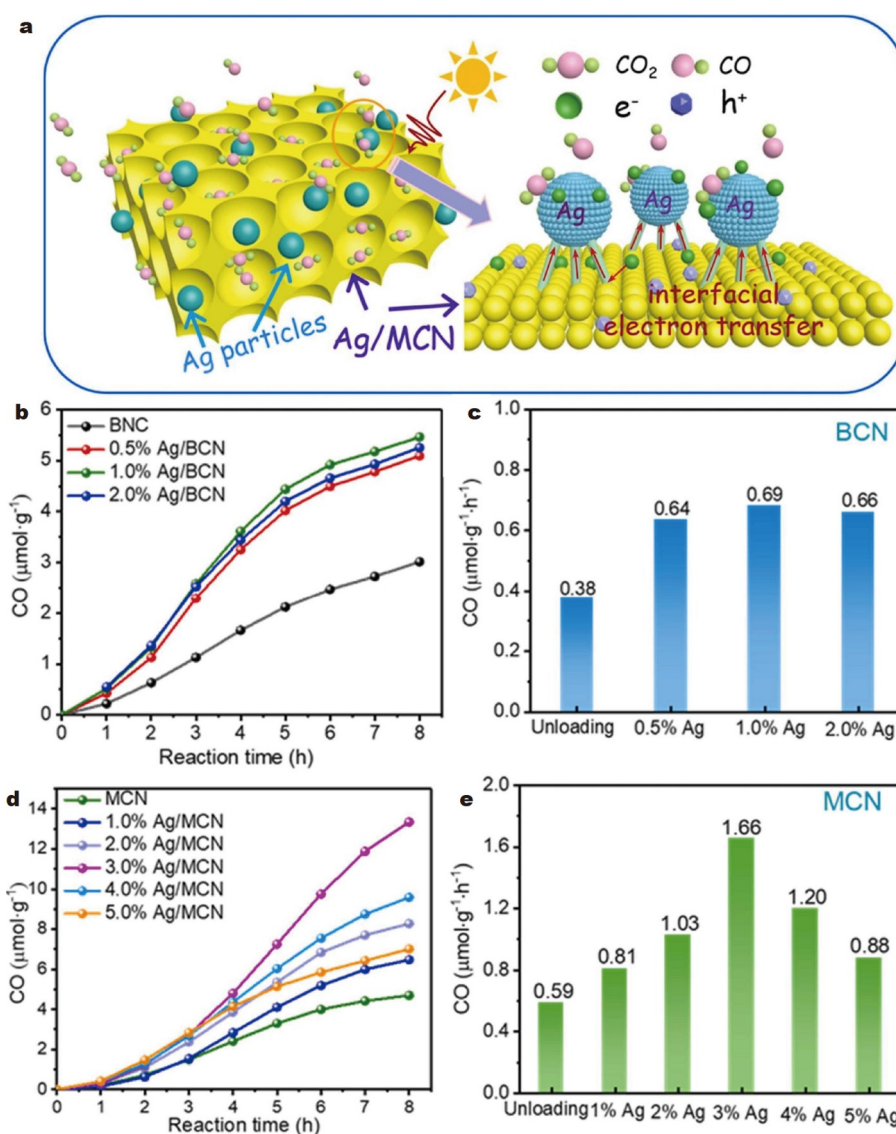 a
CO₂ CO
e⁻ h⁺
Ag Ag Ag
Ag particles
Ag/MCN
interfacial
electron transfer
b
6
5
4
3
2
1
0
CO (μmol·g⁻¹)
BNC
0.5% Ag/BCN
1.0% Ag/BCN
2.0% Ag/BCN
0 1 2 3 4 5 6 7 8
Reaction time (h)
c
BCN
1.0
0.8
0.6
0.4
0.2
0.0
CO (μmol·g⁻¹·h⁻¹)
0.38 0.64 0.69 0.66
Unloading 0.5% Ag 1.0% Ag 2.0% Ag
d
14
12
10
8
6
4
2
0
CO (μmol·g⁻¹)
MCN
1.0% Ag/MCN
2.0% Ag/MCN
3.0% Ag/MCN
4.0% Ag/MCN
5.0% Ag/MCN
0 1 2 3 4 5 6 7 8
Reaction time (h)
e
MCN
2.0
1.6
1.2
0.8
0.4
0.0
CO (μmol·g⁻¹·h⁻¹)
0.59 0.81 1.03 1.66 1.20 0.88
Unloading 1% Ag 2% Ag 3% Ag 4% Ag 5% Ag